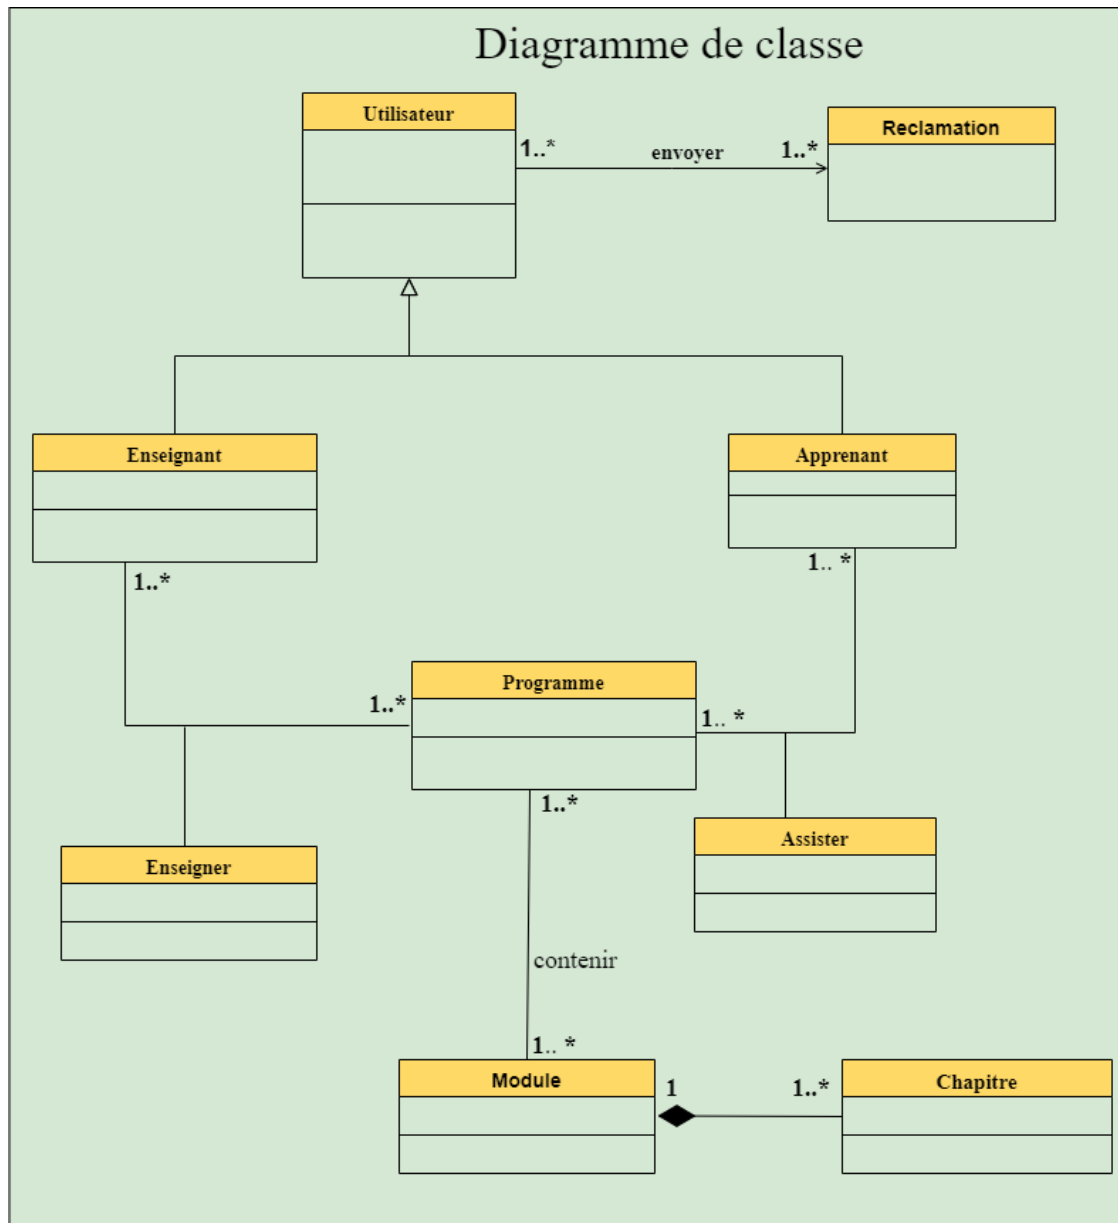 Diagramme de classe
Utilisateur
Reclamation
1..*
envoyer
1..*
Enseignant
Apprenant
1..*
1.. *
Programme
1..*
1.. *
1..*
Assister
Enseigner
contenir
1.. *
Module
1
1..*
Chapitre